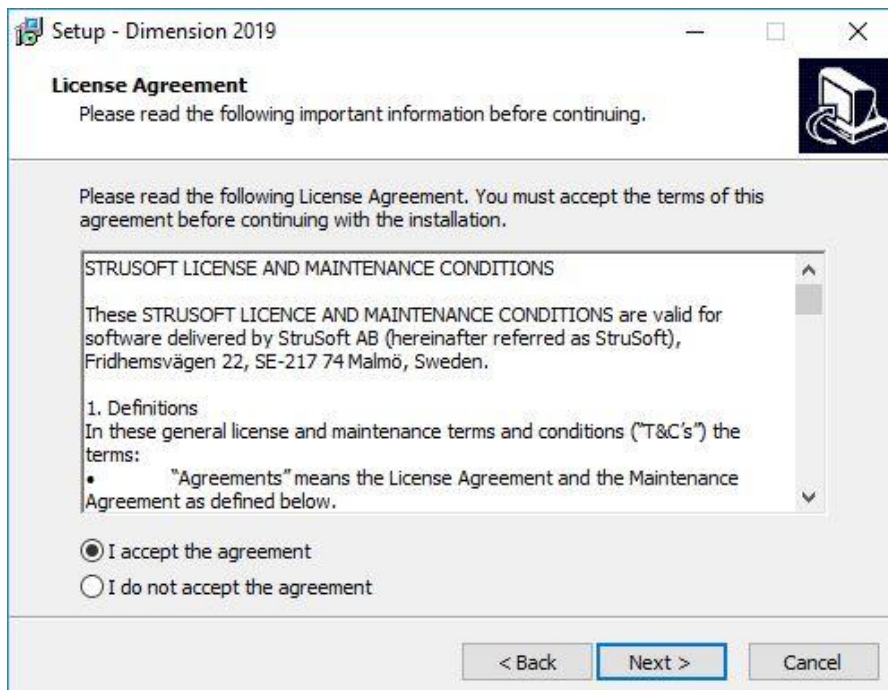 Setup - Dimension 2019
License Agreement
Please read the following important information before continuing.
Please read the following License Agreement. You must accept the terms of this
agreement before continuing with the installation.
STRUSOFT LICENSE AND MAINTENANCE CONDITIONS
These STRUSOFT LICENCE AND MAINTENANCE CONDITIONS are valid for
software delivered by StruSoft AB (hereinafter referred as StruSoft),
Fridhemsvägen 22, SE-217 74 Malmö, Sweden.
1. Definitions
In these general license and maintenance terms and conditions (“T&C’s”) the
terms:
• “Agreements” means the License Agreement and the Maintenance
Agreement as defined below.
I accept the agreement
I do not accept the agreement
< Back Next > Cancel